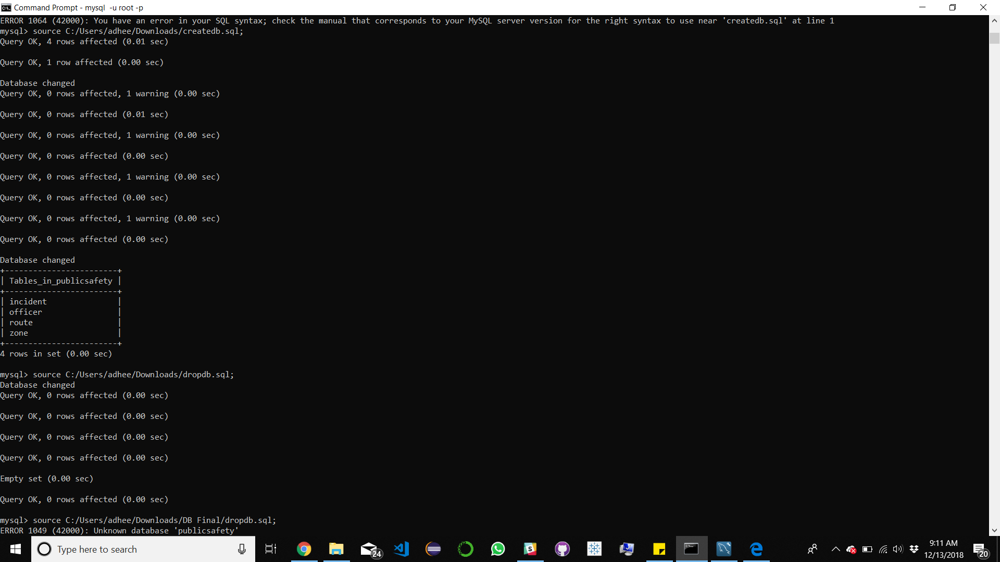 Command Prompt - mysql  -u root -p
ERROR 1064 (42000): You have an error in your SQL syntax; check the manual that corresponds to your MySQL server version for the right syntax to use near 'createdb.sql' at line 1
mysql> source C:/Users/adhee/Downloads/createdb.sql;
Query OK, 4 rows affected (0.01 sec)
Query OK, 1 row affected (0.00 sec)
Database changed
Query OK, 0 rows affected, 1 warning (0.00 sec)
Query OK, 0 rows affected (0.01 sec)
Query OK, 0 rows affected, 1 warning (0.00 sec)
Query OK, 0 rows affected (0.00 sec)
Query OK, 0 rows affected, 1 warning (0.00 sec)
Query OK, 0 rows affected (0.00 sec)
Query OK, 0 rows affected, 1 warning (0.00 sec)
Query OK, 0 rows affected (0.00 sec)
Database changed
+------------------------+
| Tables_in_publicsafety |
+------------------------+
| incident               |
| officer                |
| route                  |
| zone                   |
+------------------------+
4 rows in set (0.00 sec)
mysql> source C:/Users/adhee/Downloads/dropdb.sql;
Database changed
Query OK, 0 rows affected (0.00 sec)
Query OK, 0 rows affected (0.00 sec)
Query OK, 0 rows affected (0.00 sec)
Query OK, 0 rows affected (0.00 sec)
Empty set (0.00 sec)
Query OK, 0 rows affected (0.00 sec)
mysql> source C:/Users/adhee/Downloads/DB Final/dropdb.sql;
ERROR 1049 (42000): Unknown database 'publicsafety'
Type here to search
24
9:11 AM
12/13/2018
20